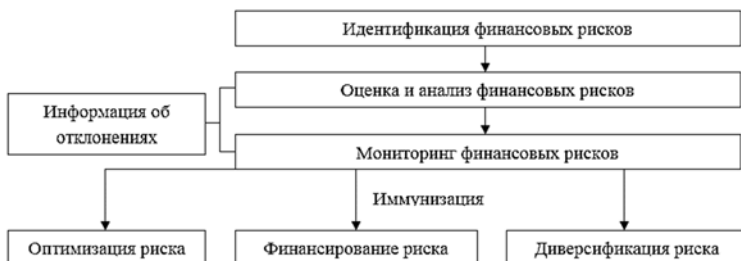 Идентификация финансовых рисков
Оценка и анализ финансовых рисков
Информация об
отклонениях
Мониторинг финансовых рисков
Иммунизация
Оптимизация риска
Финансирование риска
Диверсификация риска